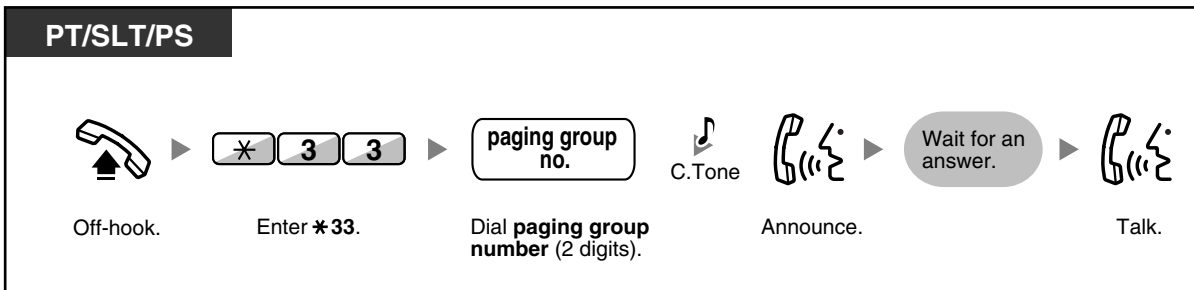 PT/SLT/PS
✳ 3 3
paging group
no.
C.Tone
Wait for an
answer.
Off-hook.
Enter ✳33.
Dial paging group
number (2 digits).
Announce.
Talk.